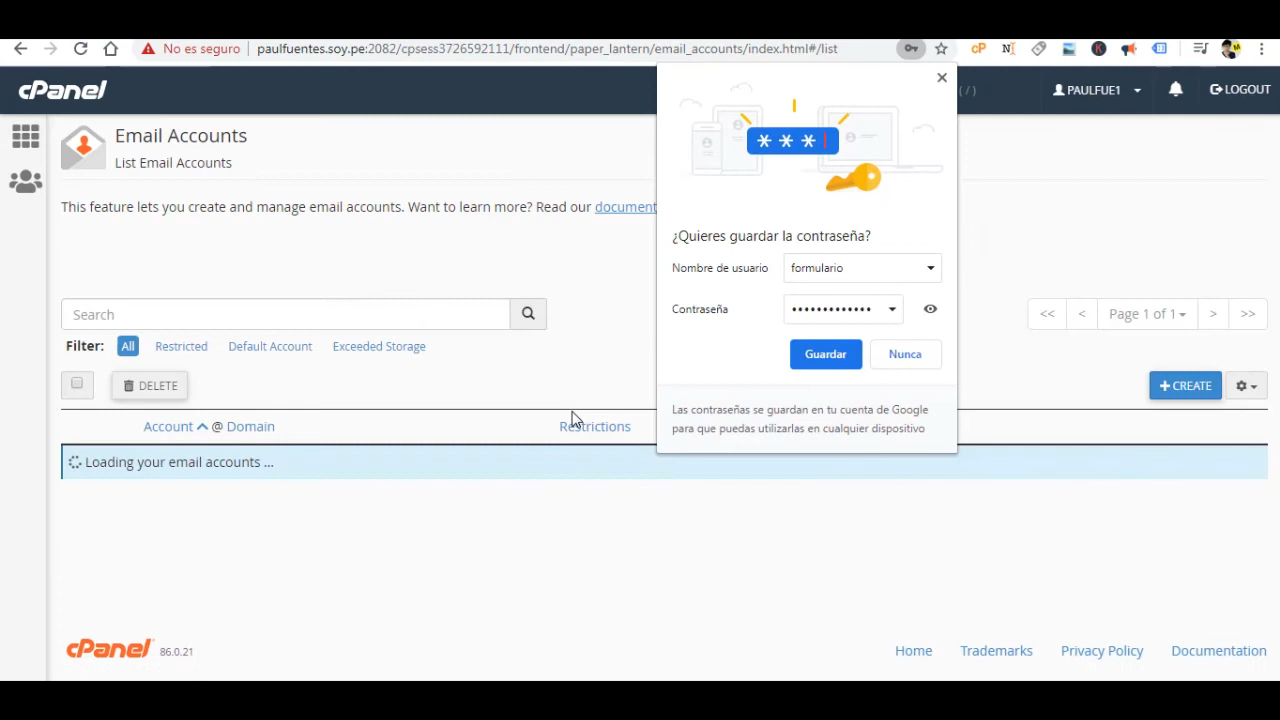 No es seguro | paulfuentes.soy.pe:2082/cpsess3726592111/frontend/paper_lantern/email_accounts/index.html#/list
cPanel
( / )
PAULFUE1
LOGOUT
Email Accounts
List Email Accounts
This feature lets you create and manage email accounts. Want to learn more? Read our document
* * *
¿Quieres guardar la contraseña?
Nombre de usuario formulario
Contraseña •••••••••••••
Guardar Nunca
Las contraseñas se guardan en tu cuenta de Google
para que puedas utilizarlas en cualquier dispositivo
Search
<< < Page 1 of 1 > >>
Filter: All Restricted Default Account Exceeded Storage
DELETE
+ CREATE
Account @ Domain
Restrictions
Loading your email accounts ...
cPanel 86.0.21
Home Trademarks Privacy Policy Documentation